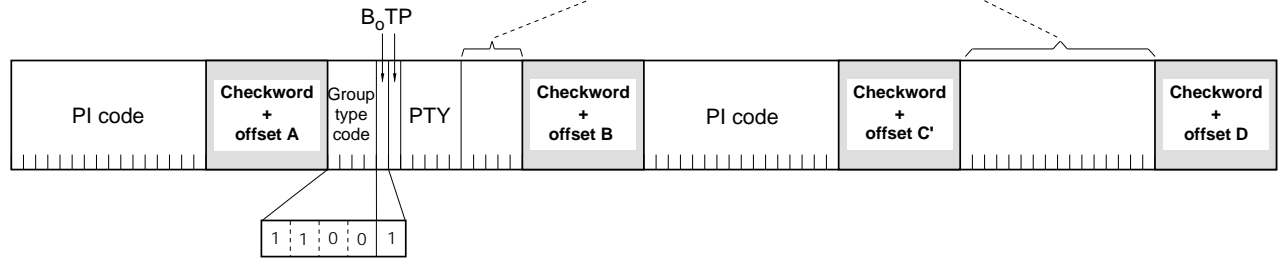 BoTP
PI code
Checkword
+
offset A
Group
type
code
PTY
Checkword
+
offset B
PI code
Checkword
+
offset C'
Checkword
+
offset D
1 1 0 0 1